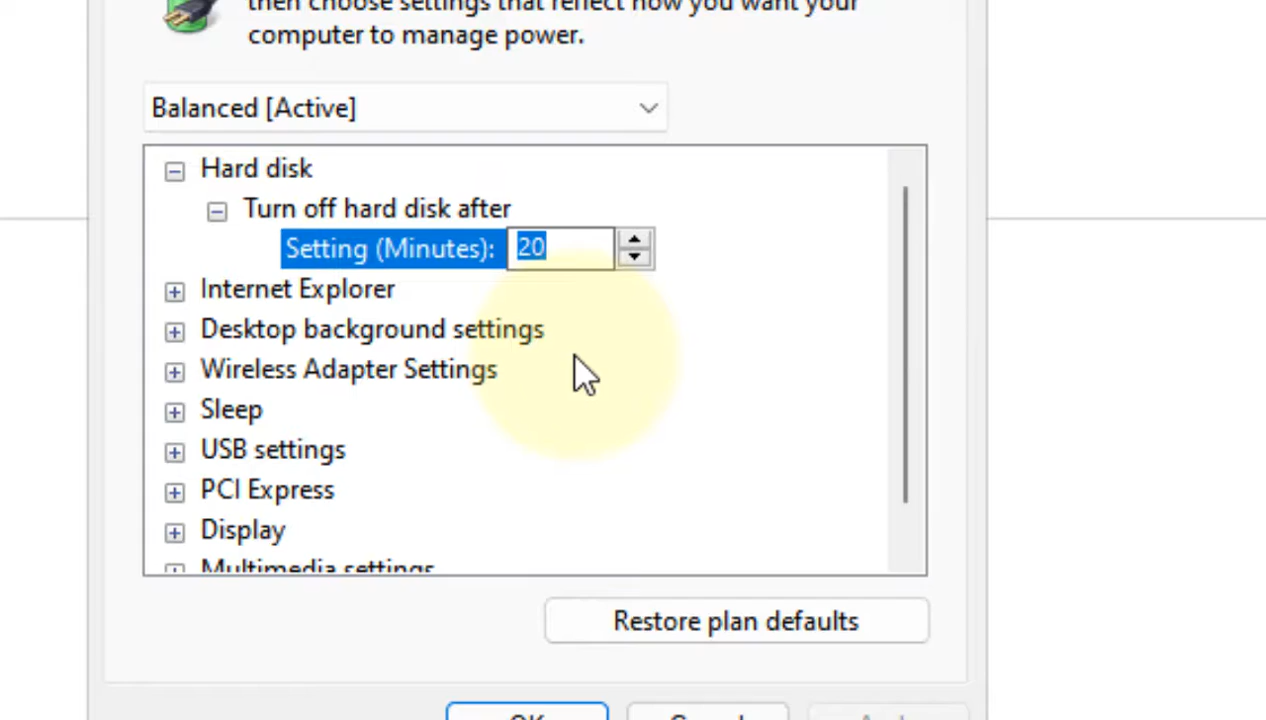 then choose settings that reflect how you want your
computer to manage power.
Balanced [Active]
Hard disk
Turn off hard disk after
Setting (Minutes): 20
Internet Explorer
Desktop background settings
Wireless Adapter Settings
Sleep
USB settings
PCI Express
Display
Multimedia settings
Restore plan defaults
OK Cancel